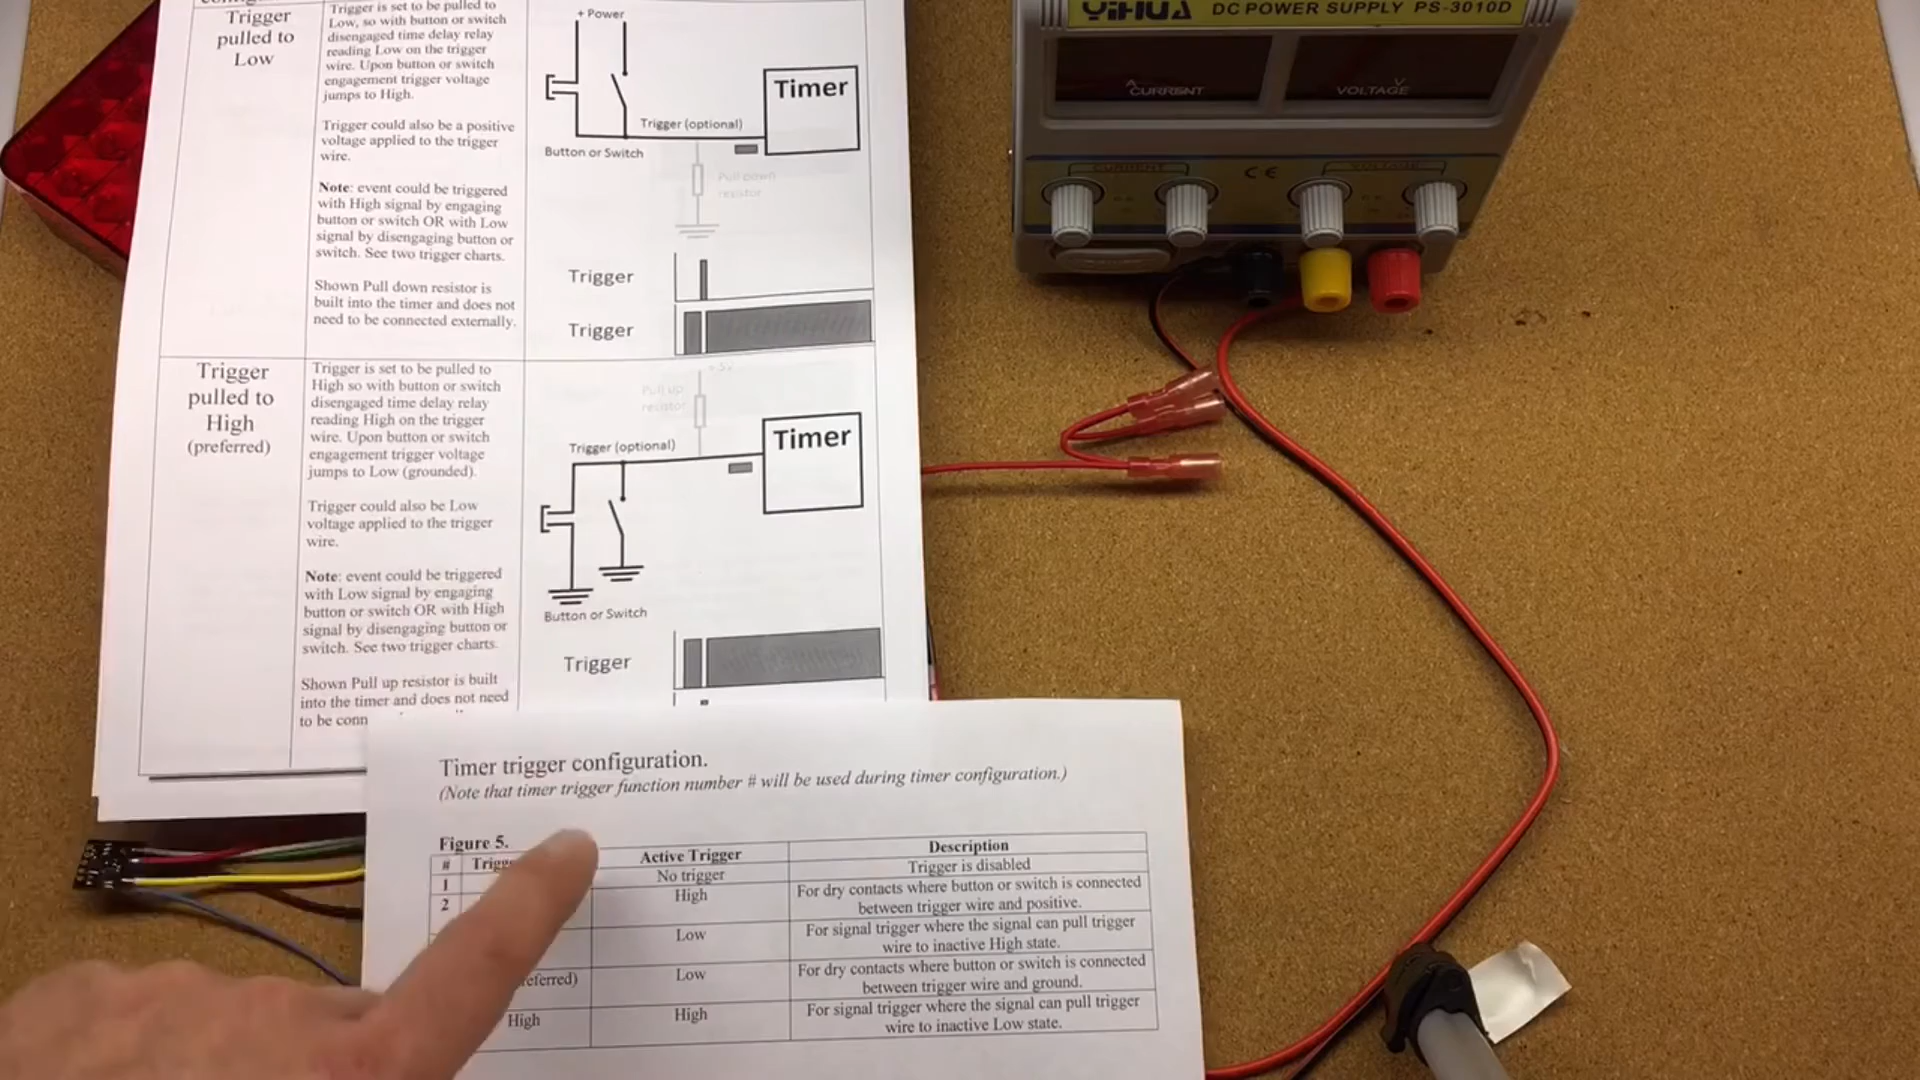 Trigger
pulled to
Low
Trigger is set to be pulled to
Low, so with button or switch
disengaged time delay relay
reading Low on the trigger
wire. Upon button or switch
engagement trigger voltage
jumps to High.
Trigger could also be a positive
voltage applied to the trigger
wire.
Note: event could be triggered
with High signal by engaging
button or switch OR with Low
signal by disengaging button or
switch. See two trigger charts.
Shown Pull down resistor is
built into the timer and does not
need to be connected externally.
+ Power
Timer
Trigger (optional)
Button or Switch
Pull down
resistor
Trigger
Trigger
Trigger
pulled to
High
(preferred)
Trigger is set to be pulled to
High so with button or switch
disengaged time delay relay
reading High on the trigger
wire. Upon button or switch
engagement trigger voltage
jumps to Low (grounded).
Trigger could also be Low
voltage applied to the trigger
wire.
Note: event could be triggered
with Low signal by engaging
button or switch OR with High
signal by disengaging button or
switch. See two trigger charts.
Shown Pull up resistor is built
into the timer and does not need
to be conn
+5v
Pull up
resistor
Timer
Trigger (optional)
Button or Switch
Trigger
Timer trigger configuration.
(Note that timer trigger function number # will be used during timer configuration.)
Figure 5.
# Active Trigger Description
1 No trigger Trigger is disabled
2 High For dry contacts where button or switch is connected
between trigger wire and positive.
Low For signal trigger where the signal can pull trigger
wire to inactive High state.
Low For dry contacts where button or switch is connected
between trigger wire and ground.
High High For signal trigger where the signal can pull trigger
wire to inactive Low state.
YIHUA DC POWER SUPPLY PS-3010D
A
CURRENT
V
VOLTAGE
CURRENT
CE
VOLTAGE